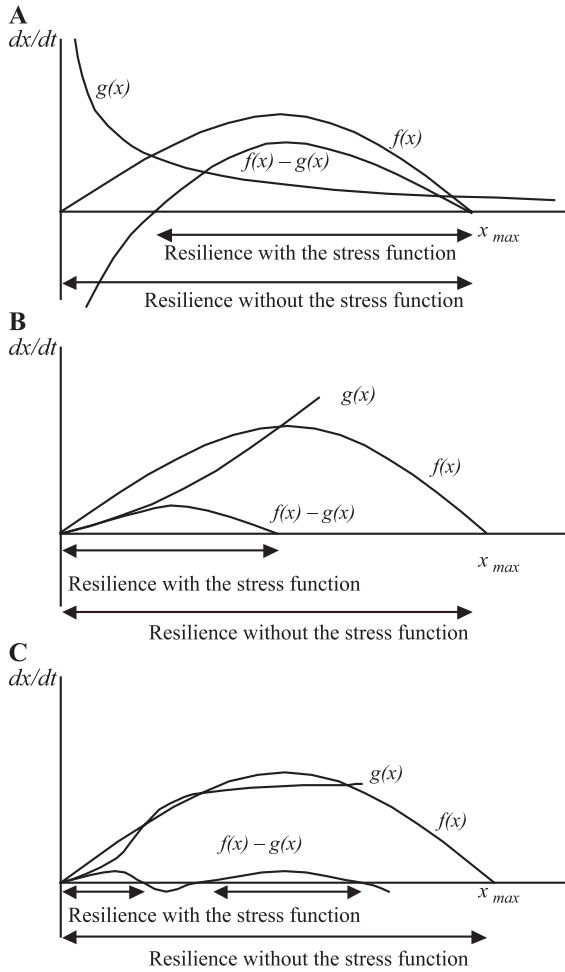 A
dx/dt
g(x)
f(x)
f(x) – g(x)
x max
Resilience with the stress function
Resilience without the stress function
B
dx/dt
g(x)
f(x)
f(x) – g(x)
x max
Resilience with the stress function
Resilience without the stress function
C
dx/dt
g(x)
f(x)
f(x) – g(x)
x max
Resilience with the stress function
Resilience without the stress function